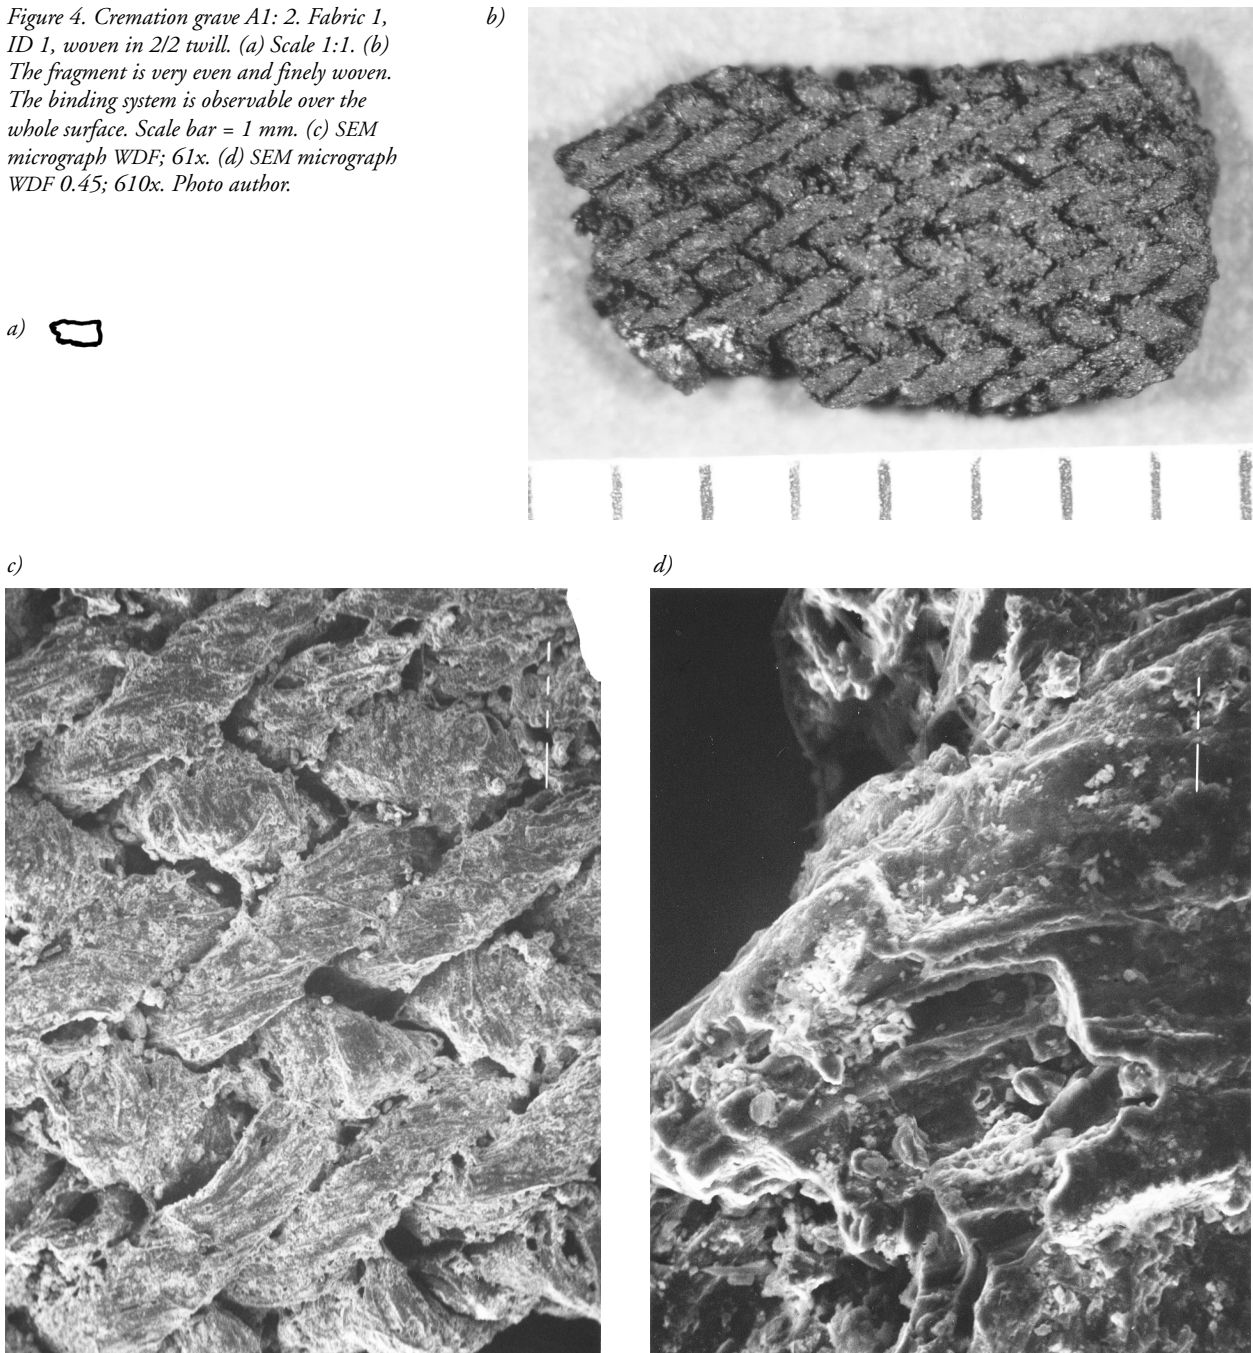 Figure 4. Cremation grave A1: 2. Fabric 1,
ID 1, woven in 2/2 twill. (a) Scale 1:1. (b)
The fragment is very even and finely woven.
The binding system is observable over the
whole surface. Scale bar = 1 mm. (c) SEM
micrograph WDF; 61x. (d) SEM micrograph
WDF 0.45; 610x. Photo author.
b)
a)
c)
d)